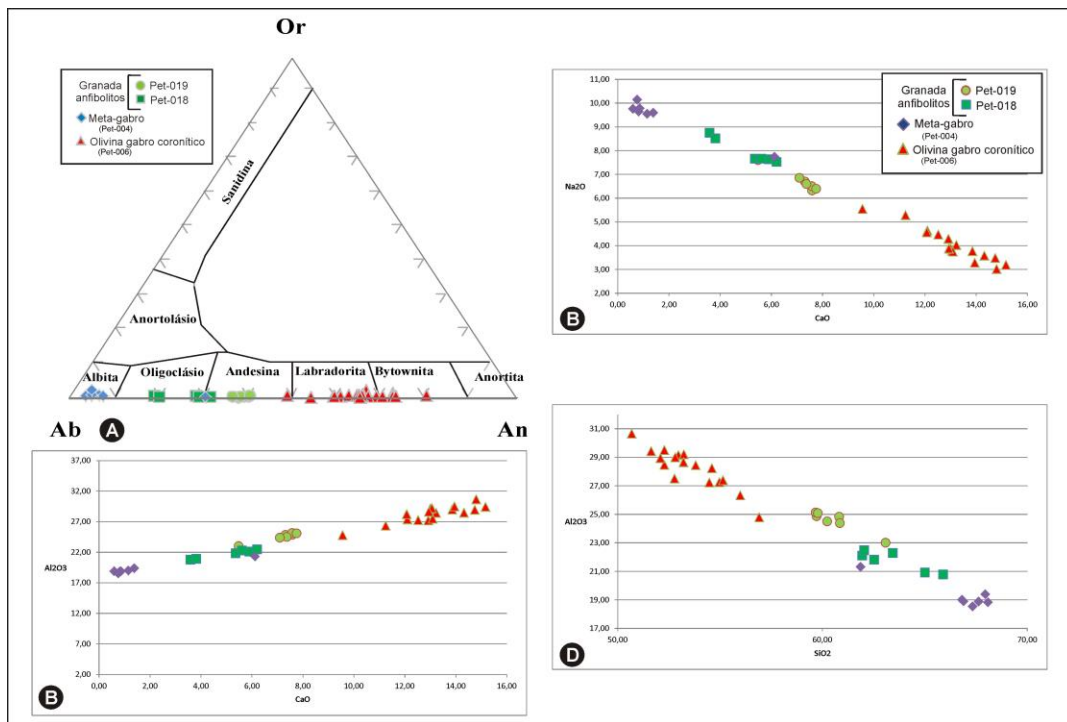 Or
Granada
anfibolitos
Pet-019
Pet-018
Meta-gabro
(Pet-004)
Olivina gabro coronítico
(Pet-006)
Sanidina
Anortolásio
Albita
Oligoclásio
Andesina
Labradorita
Bytownita
Anortita
Ab
A
An
11,00
10,00
9,00
8,00
7,00
6,00
5,00
4,00
3,00
2,00
Na2O
0,00 2,00 4,00 6,00 8,00 10,00 12,00 14,00 16,00
CaO
B
Granada
anfibolitos
Pet-019
Pet-018
Meta-gabro
(Pet-004)
Olivina gabro coronítico
(Pet-006)
37,00
32,00
27,00
22,00
17,00
12,00
7,00
2,00
Al2O3
0,00 2,00 4,00 6,00 8,00 10,00 12,00 14,00 16,00
CaO
B
31,00
29,00
27,00
25,00
23,00
21,00
19,00
17,00
Al2O3
50,00 60,00 70,00
SiO2
D